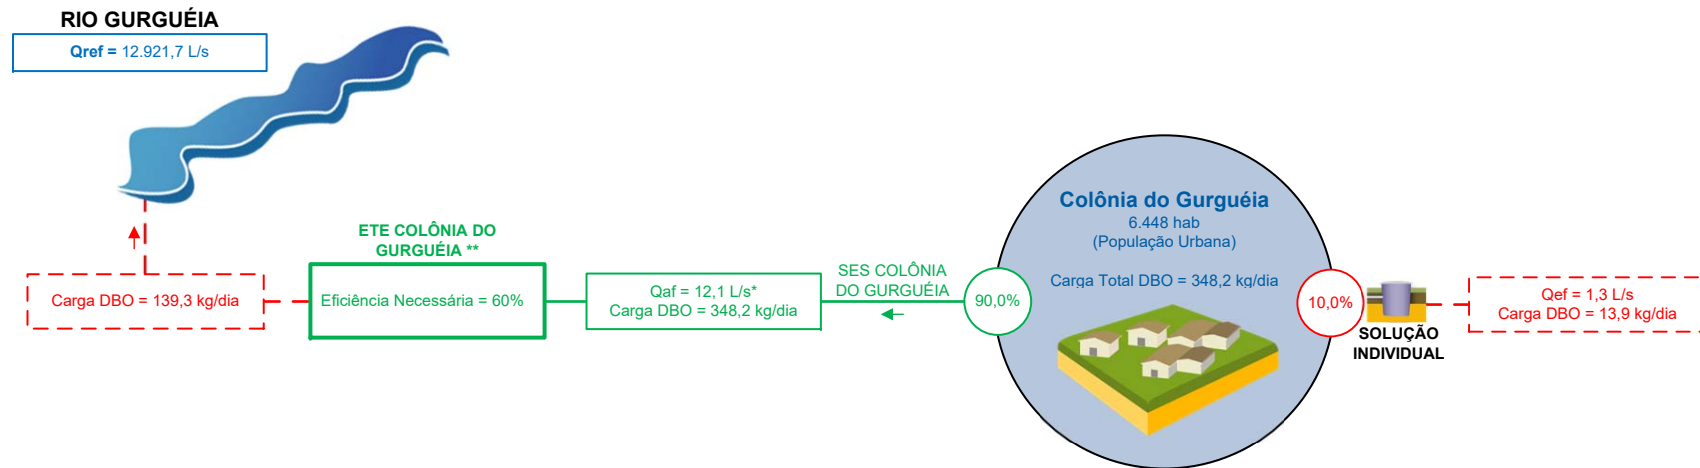 RIO GURGUÉIA
Qref = 12.921,7 L/s
Carga DBO = 139,3 kg/dia
ETE COLÔNIA DO
GURGUÉIA **
Eficiência Necessária = 60%
Qaf = 12,1 L/s*
Carga DBO = 348,2 kg/dia
SES COLÔNIA
DO GURGUÉIA
90,0%
Colônia do Gurguéia
6.448 hab
(População Urbana)
Carga Total DBO = 348,2 kg/dia
10,0%
SOLUÇÃO
INDIVIDUAL
Qef = 1,3 L/s
Carga DBO = 13,9 kg/dia